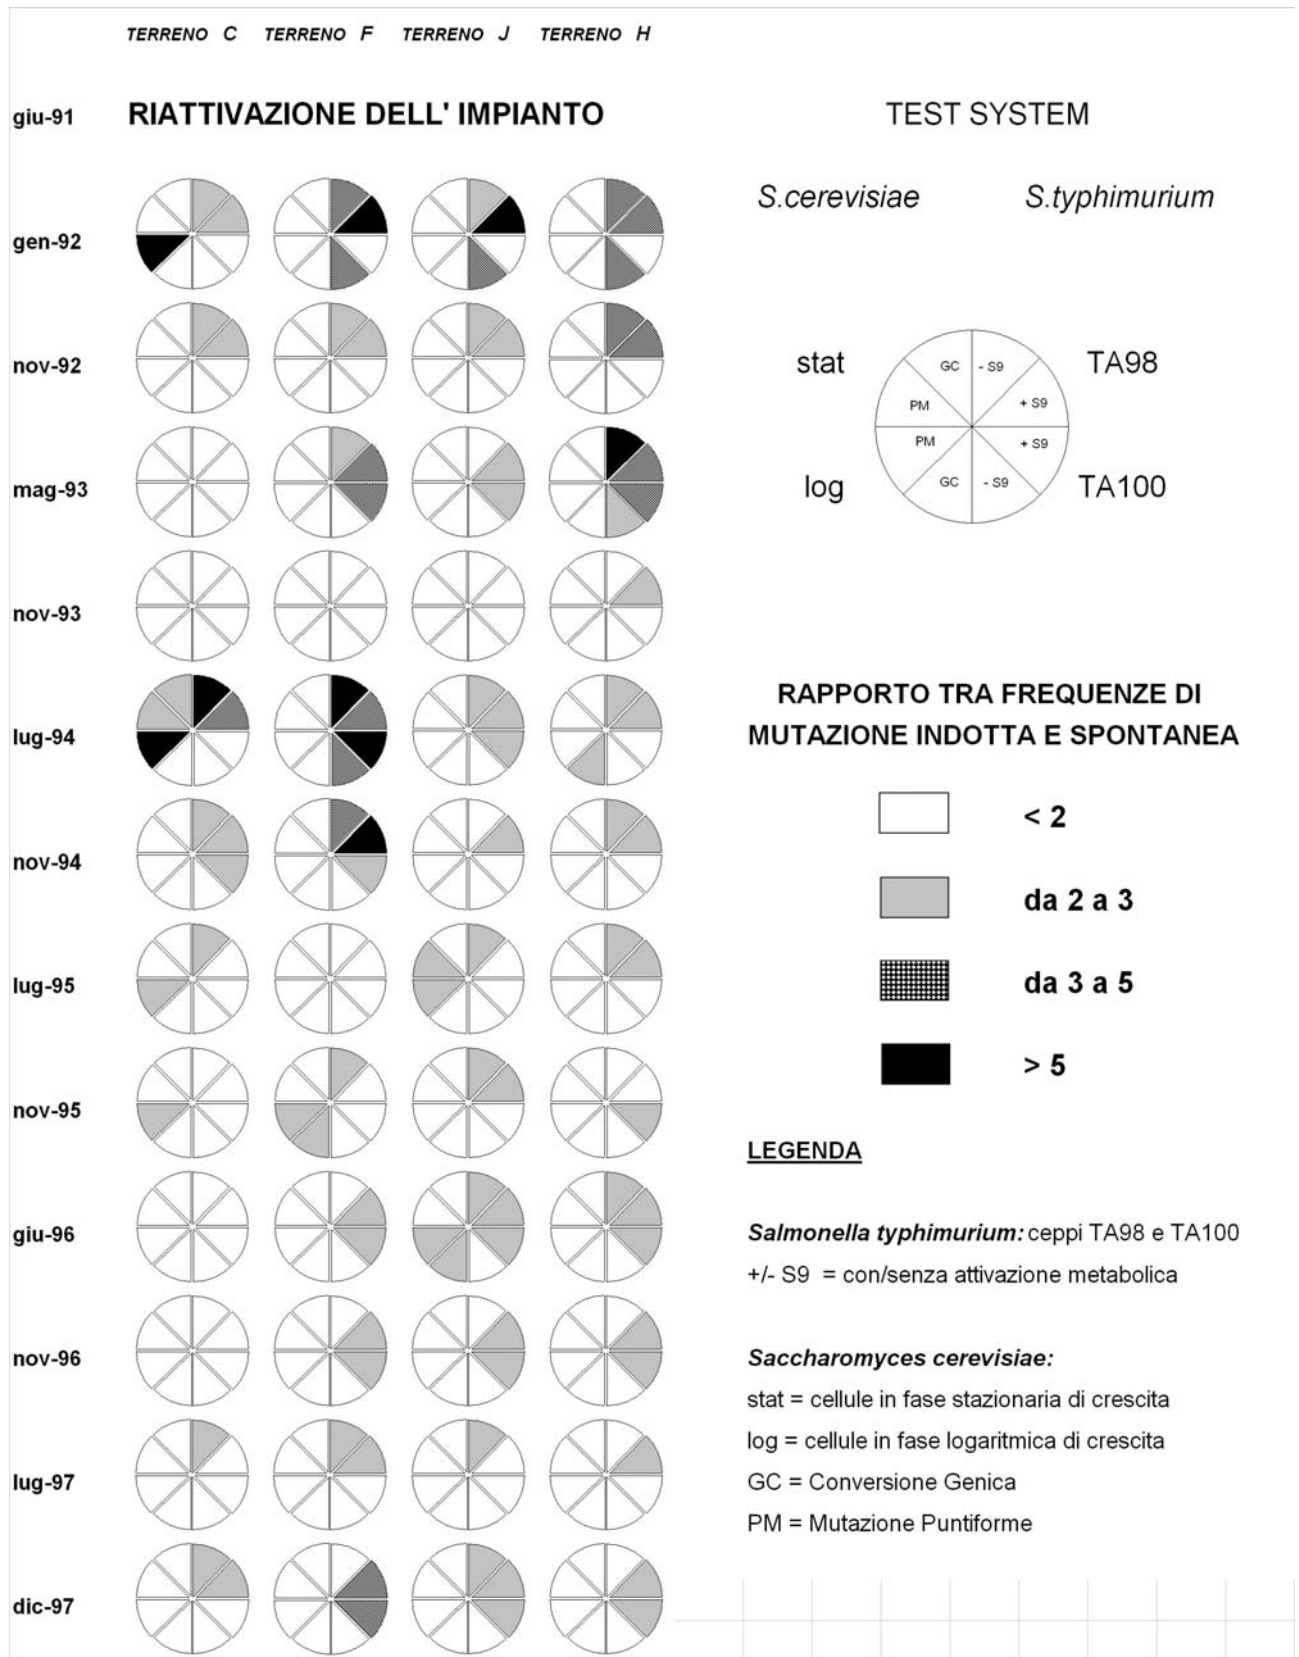 TERRENO C TERRENO F TERRENO J TERRENO H
giu-91 RIATTIVAZIONE DELL' IMPIANTO
gen-92
nov-92
mag-93
nov-93
lug-94
nov-94
lug-95
nov-95
giu-96
nov-96
lug-97
dic-97
TEST SYSTEM
S.cerevisiae S.typhimurium
stat GC - S9 TA98
PM + S9
PM + S9
log GC - S9 TA100
RAPPORTO TRA FREQUENZE DI
MUTAZIONE INDOTTA E SPONTANEA
< 2
da 2 a 3
da 3 a 5
> 5
LEGENDA
Salmonella typhimurium: ceppi TA98 e TA100
+/- S9 = con/senza attivazione metabolica
Saccharomyces cerevisiae:
stat = cellule in fase stazionaria di crescita
log = cellule in fase logaritmica di crescita
GC = Conversione Genica
PM = Mutazione Puntiforme